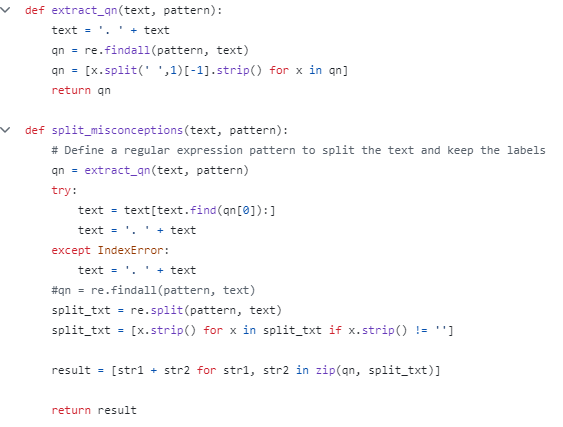 def extract_qn(text, pattern):
    text = '. ' + text
    qn = re.findall(pattern, text)
    qn = [x.split(' ',1)[-1].strip() for x in qn]
    return qn

def split_misconceptions(text, pattern):
    # Define a regular expression pattern to split the text and keep the labels
    qn = extract_qn(text, pattern)
    try:
        text = text[text.find(qn[0]):]
        text = '. ' + text
    except IndexError:
        text = '. ' + text
    #qn = re.findall(pattern, text)
    split_txt = re.split(pattern, text)
    split_txt = [x.strip() for x in split_txt if x.strip() != '']

    result = [str1 + str2 for str1, str2 in zip(qn, split_txt)]

    return result